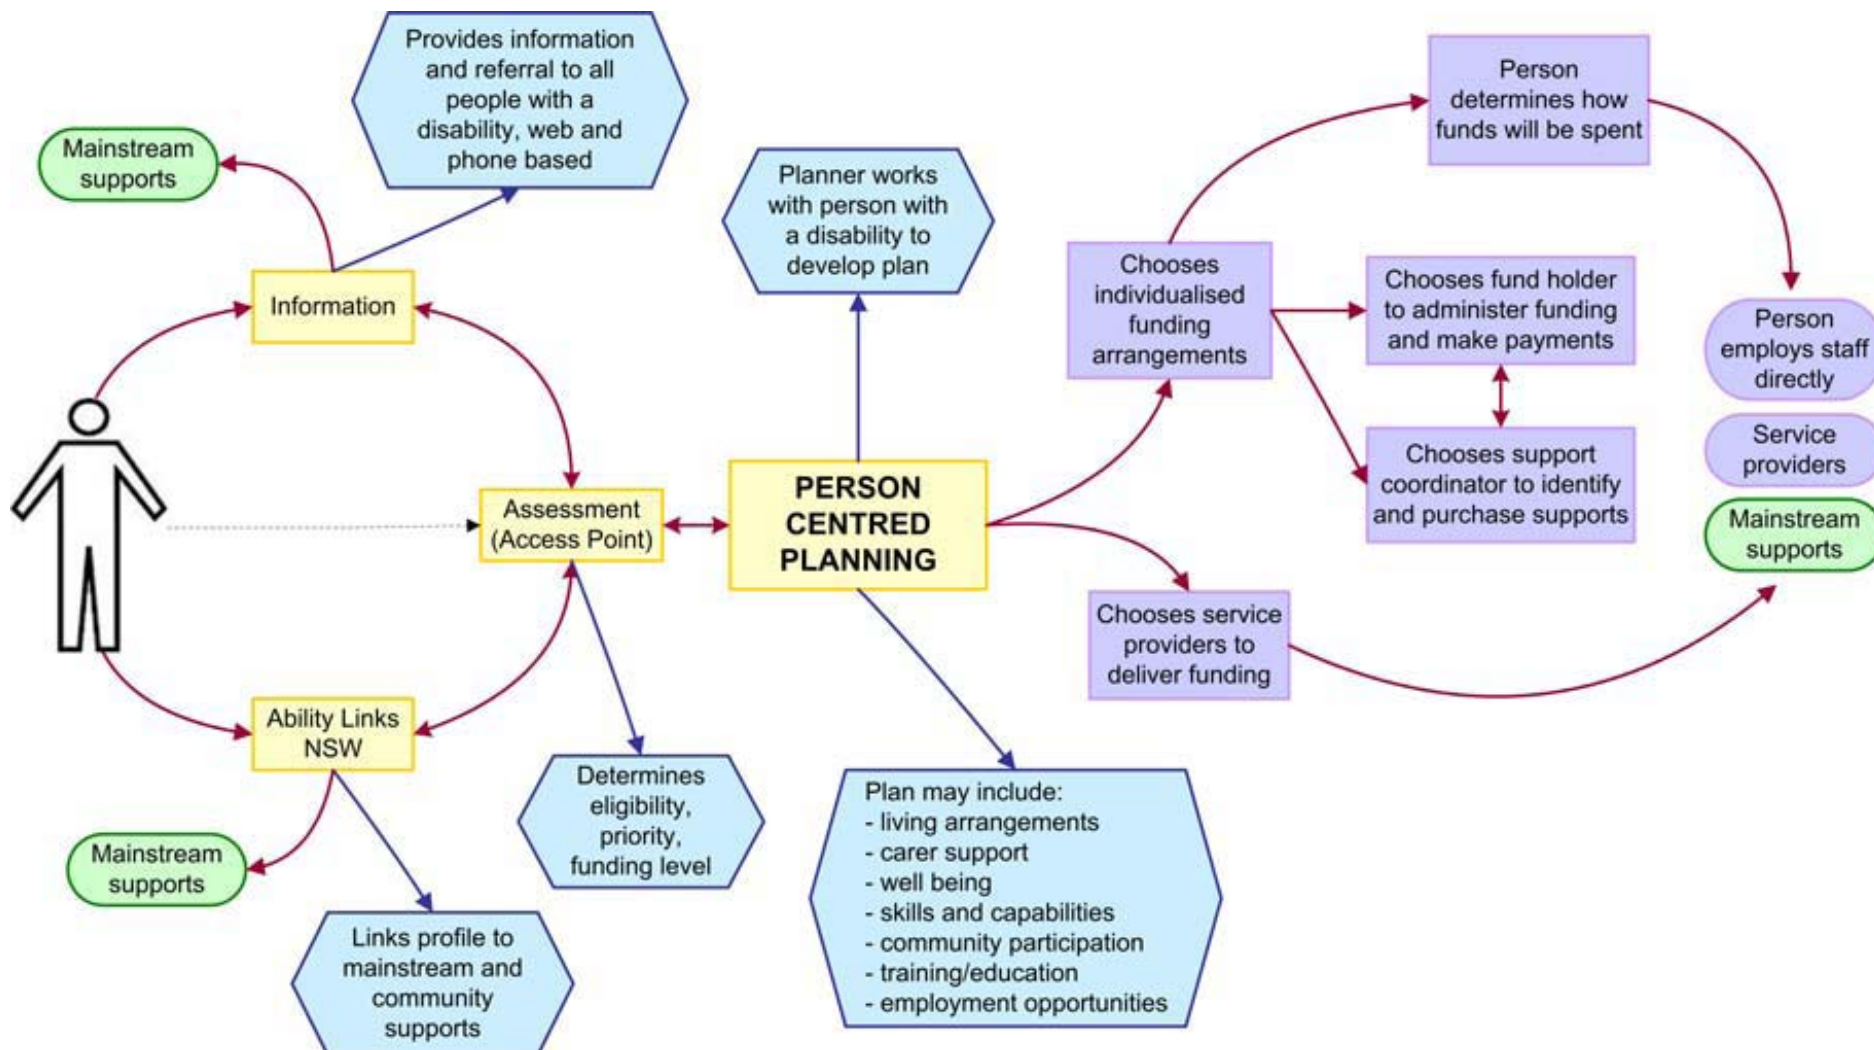 Provides information
and referral to all
people with a
disability, web and
phone based
Mainstream
supports
Information
Planner works
with person with
a disability to
develop plan
Person
determines how
funds will be spent
Chooses
individualised
funding
arrangements
Chooses fund holder
to administer funding
and make payments
Person
employs staff
directly
Service
providers
Mainstream
supports
Chooses support
coordinator to identify
and purchase supports
Assessment
(Access Point)
PERSON
CENTRED
PLANNING
Chooses service
providers to
deliver funding
Ability Links
NSW
Determines
eligibility,
priority,
funding level
Mainstream
supports
Links profile to
mainstream and
community
supports
Plan may include:
- living arrangements
- carer support
- well being
- skills and capabilities
- community participation
- training/education
- employment opportunities